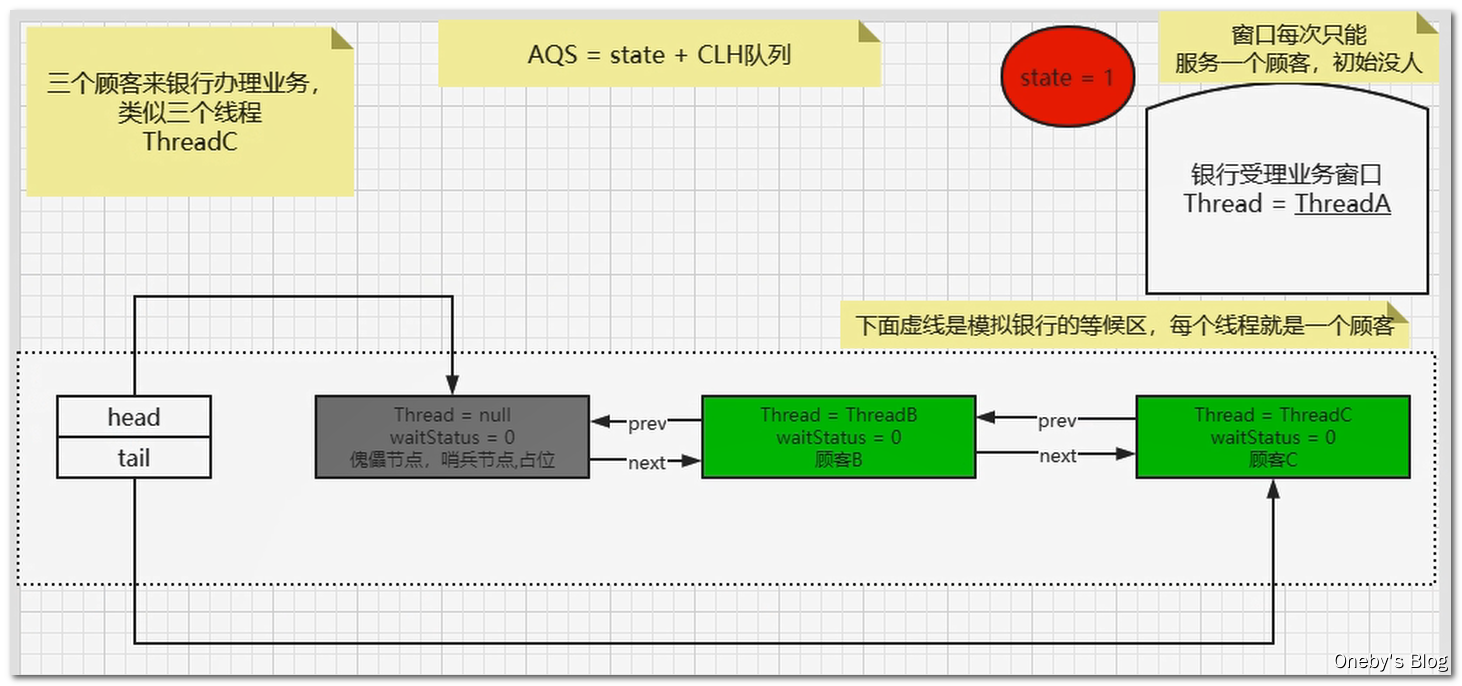 三个顾客来银行办理业务，
类似三个线程
ThreadC
AQS = state + CLH队列
state = 1
窗口每次只能
服务一个顾客，初始没人
银行受理业务窗口
Thread = ThreadA
下面虚线是模拟银行的等候区，每个线程就是一个顾客
head
tail
Thread = null
waitStatus = 0
傀儡节点，哨兵节点,占位
prev
next
Thread = ThreadB
waitStatus = 0
顾客B
prev
next
Thread = ThreadC
waitStatus = 0
顾客C
Oneby's Blog